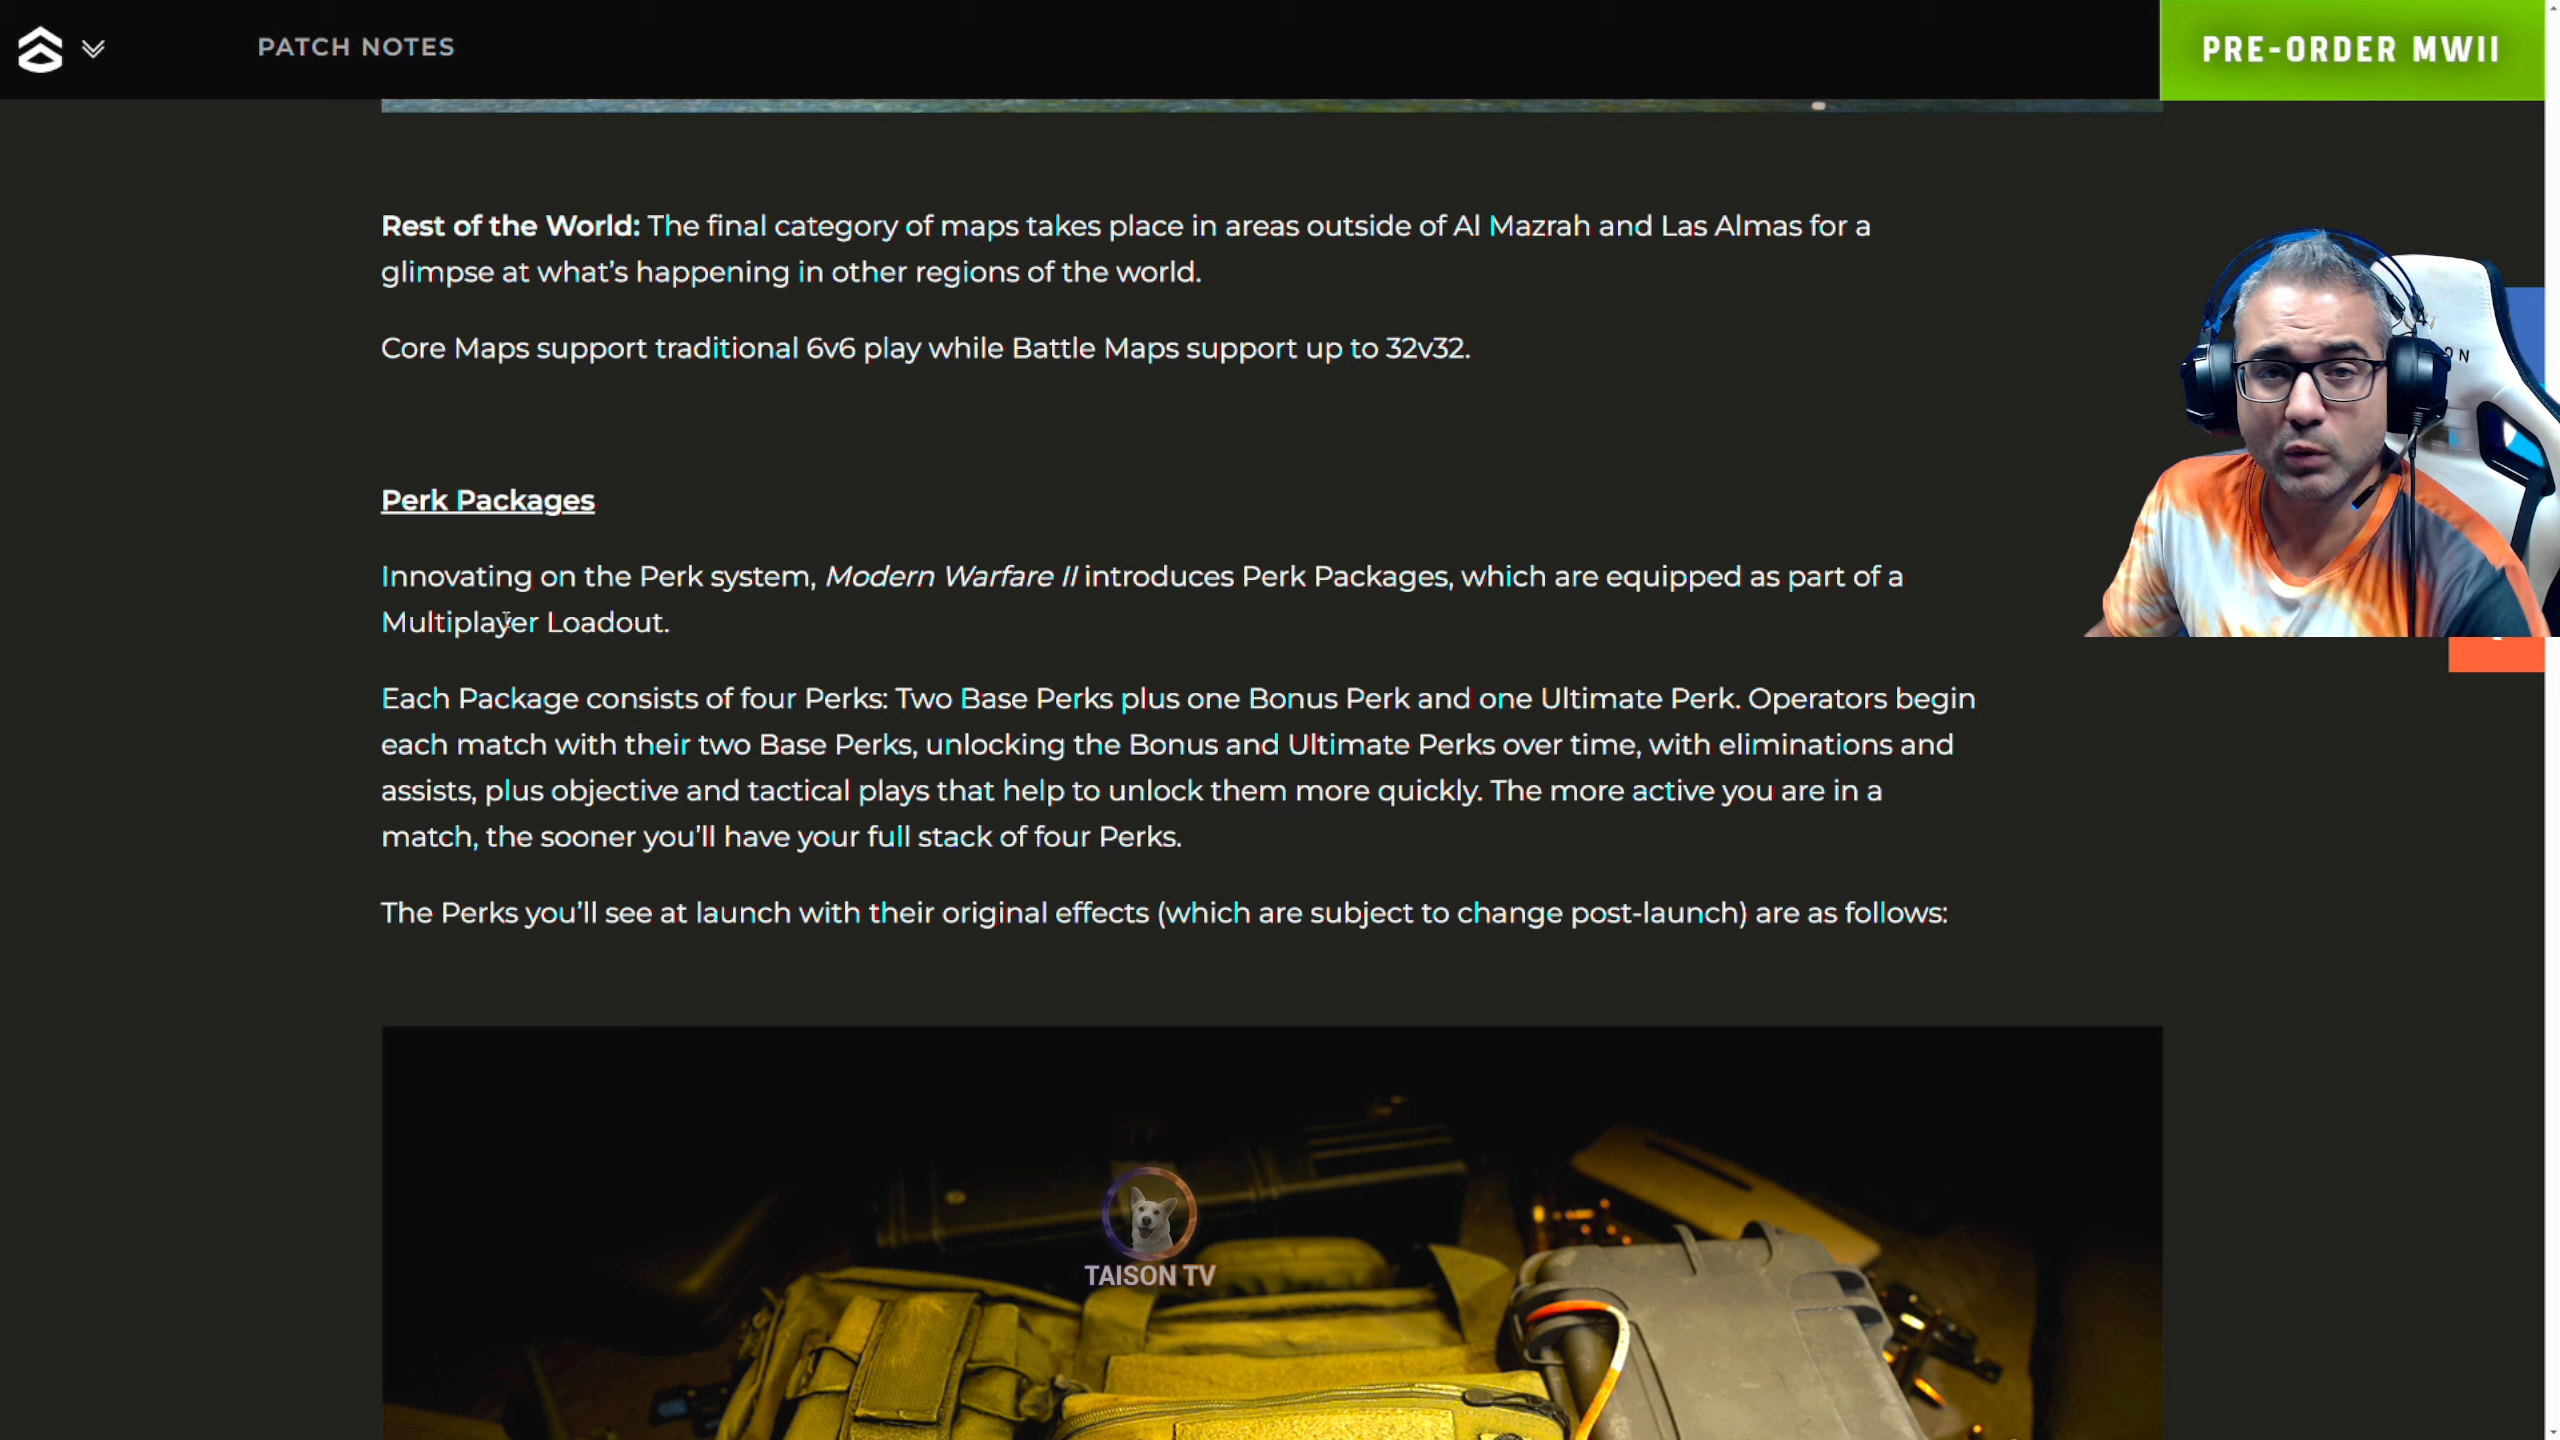 PATCH NOTES
PRE-ORDER MWII
Rest of the World: The final category of maps takes place in areas outside of Al Mazrah and Las Almas for a
glimpse at what's happening in other regions of the world.
Core Maps support traditional 6v6 play while Battle Maps support up to 32v32.
Perk Packages
Innovating on the Perk system, Modern Warfare II introduces Perk Packages, which are equipped as part of a
Multiplayer Loadout.
Each Package consists of four Perks: Two Base Perks plus one Bonus Perk and one Ultimate Perk. Operators begin
each match with their two Base Perks, unlocking the Bonus and Ultimate Perks over time, with eliminations and
assists, plus objective and tactical plays that help to unlock them more quickly. The more active you are in a
match, the sooner you'll have your full stack of four Perks.
The Perks you'll see at launch with their original effects (which are subject to change post-launch) are as follows:
TAISON TV